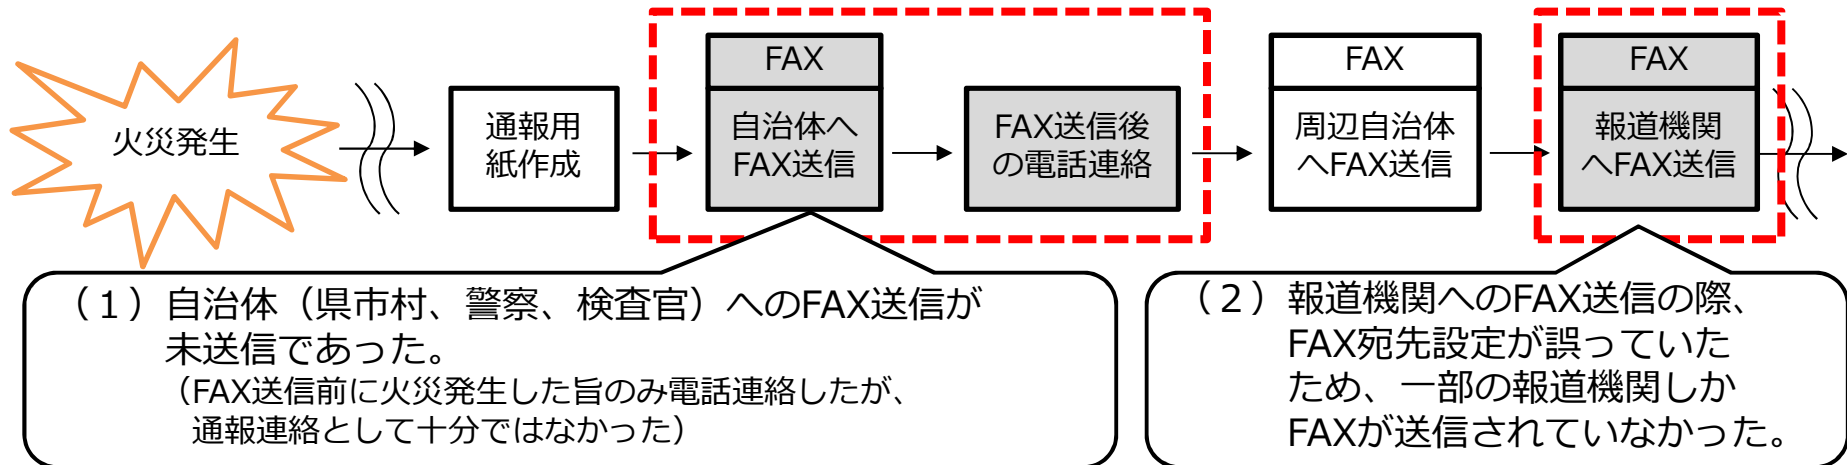 火災発生
通報用
紙作成
FAX
自治体へ
FAX送信
FAX送信後
の電話連絡
FAX
周辺自治体
へFAX送信
FAX
報道機関
へFAX送信
（１）自治体（県市村、警察、検査官）へのFAX送信が
未送信であった。
（FAX送信前に火災発生した旨のみ電話連絡したが、
通報連絡として十分ではなかった）
（２）報道機関へのFAX送信の際、
FAX宛先設定が誤っていた
ため、一部の報道機関しか
FAXが送信されていなかった。